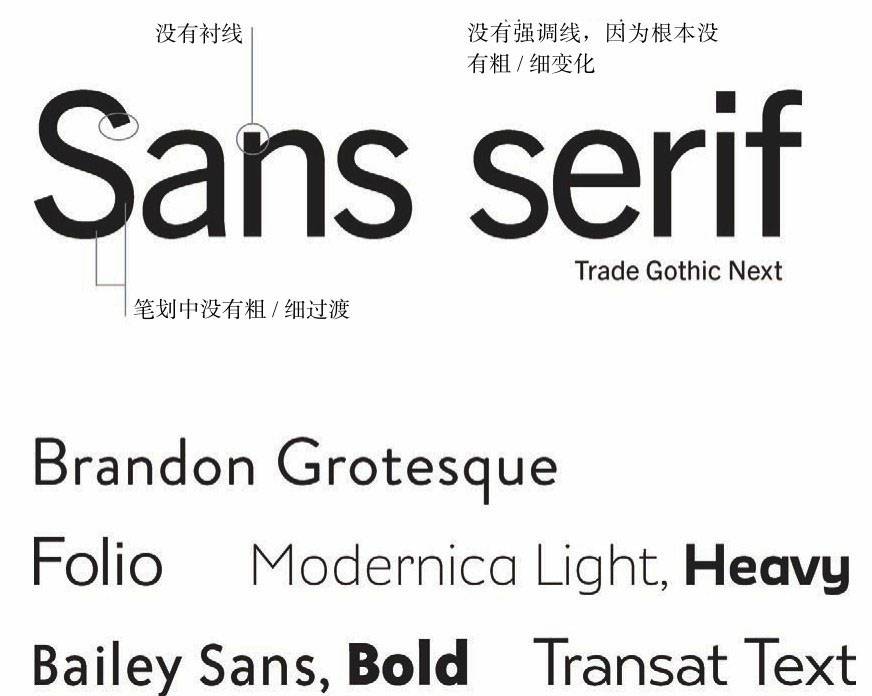 没有衬线
没有强调线，因为根本没
有粗 / 细变化
Sans serif
Trade Gothic Next
笔划中没有粗 / 细过渡
Brandon Grotesque
Folio Modernica Light, Heavy
Bailey Sans, Bold Transat Text